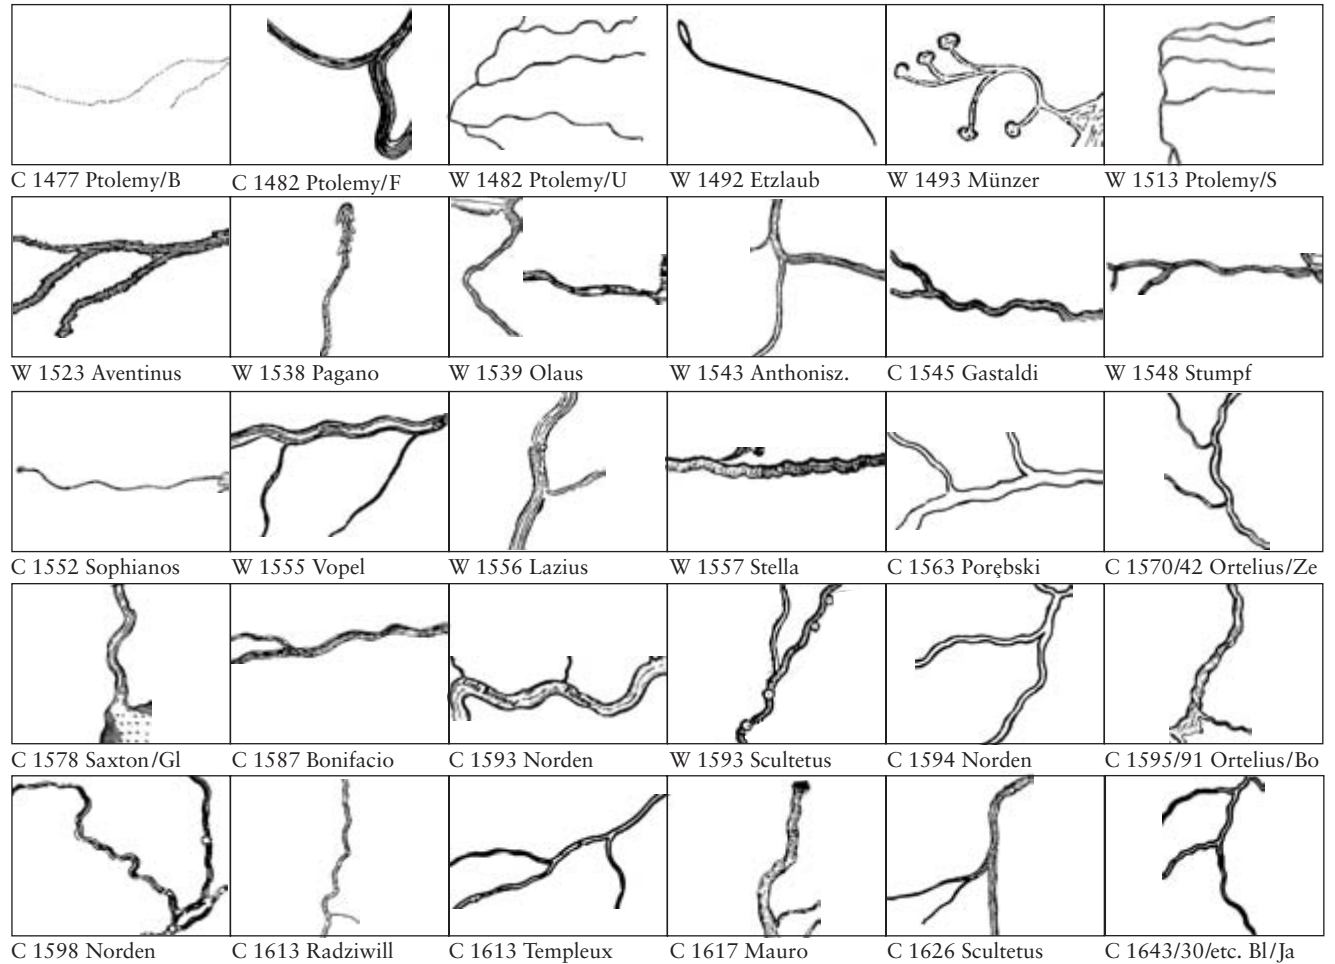 C 1477 Ptolemy/B
C 1482 Ptolemy/F
W 1482 Ptolemy/U
W 1492 Etzlaub
W 1493 Münzer
W 1513 Ptolemy/S
W 1523 Aventinus
W 1538 Pagano
W 1539 Olaus
W 1543 Anthonisz.
C 1545 Gastaldi
W 1548 Stumpf
C 1552 Sophianos
W 1555 Vopel
W 1556 Lazius
W 1557 Stella
C 1563 Porębski
C 1570/42 Ortelius/Ze
C 1578 Saxton/Gl
C 1587 Bonifacio
C 1593 Norden
W 1593 Scultetus
C 1594 Norden
C 1595/91 Ortelius/Bo
C 1598 Norden
C 1613 Radziwill
C 1613 Templeux
C 1617 Mauro
C 1626 Scultetus
C 1643/30/etc. Bl/Ja